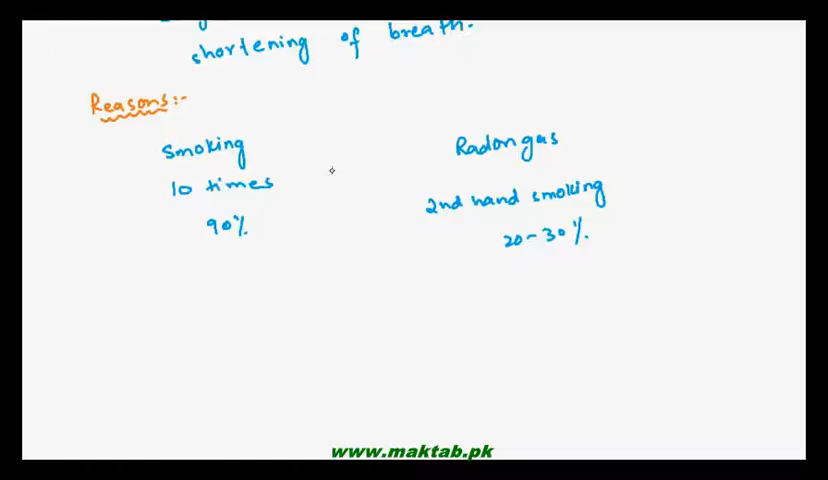 shortening of breath.
Reasons:-
Smoking
10 times
90%
Radon gas
2nd hand smoking
20-30%.
www.maktab.pk